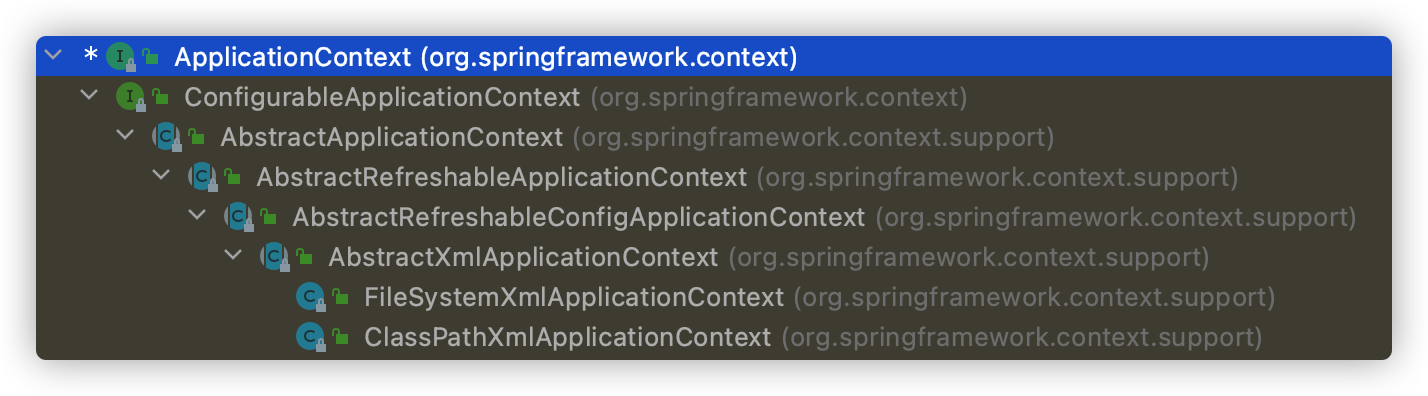 * I ApplicationContext (org.springframework.context)
I ConfigurableApplicationContext (org.springframework.context)
C AbstractApplicationContext (org.springframework.context.support)
C AbstractRefreshableApplicationContext (org.springframework.context.support)
C AbstractRefreshableConfigApplicationContext (org.springframework.context.support)
C AbstractXmlApplicationContext (org.springframework.context.support)
C FileSystemXmlApplicationContext (org.springframework.context.support)
C ClassPathXmlApplicationContext (org.springframework.context.support)